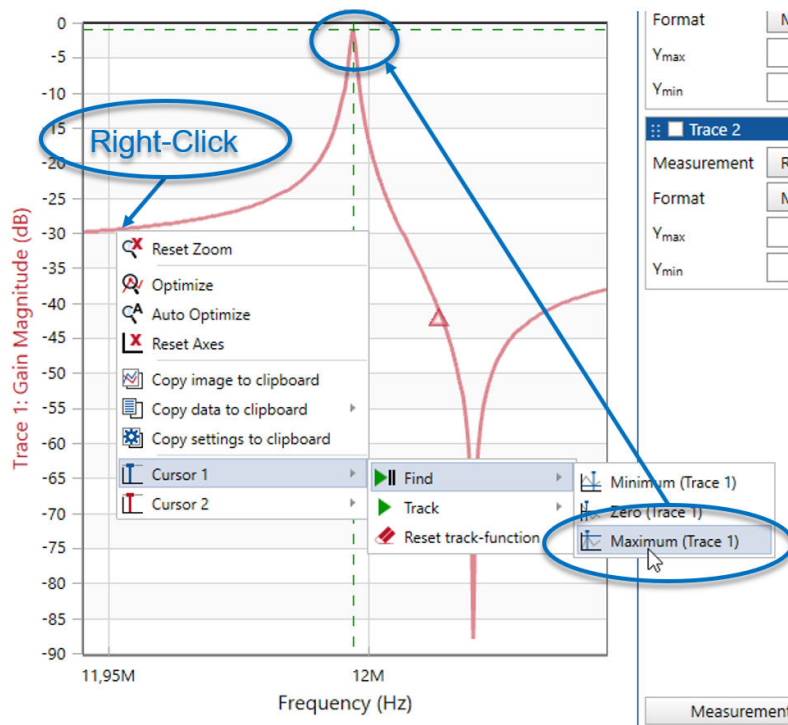 0
-5
-10
-15
-20
-25
-30
-35
-40
-45
-50
-55
-60
-65
-70
-75
-80
-85
-90
Trace 1: Gain Magnitude (dB)
11,95M
12M
Frequency (Hz)
Right-Click
Reset Zoom
Optimize
Auto Optimize
Reset Axes
Copy image to clipboard
Copy data to clipboard
Copy settings to clipboard
Cursor 1
Cursor 2
Find
Track
Reset track-function
Minimum (Trace 1)
Zero (Trace 1)
Maximum (Trace 1)
Format
Ymax
Ymin
Trace 2
Measurement
Format
Ymax
Ymin
Measurement